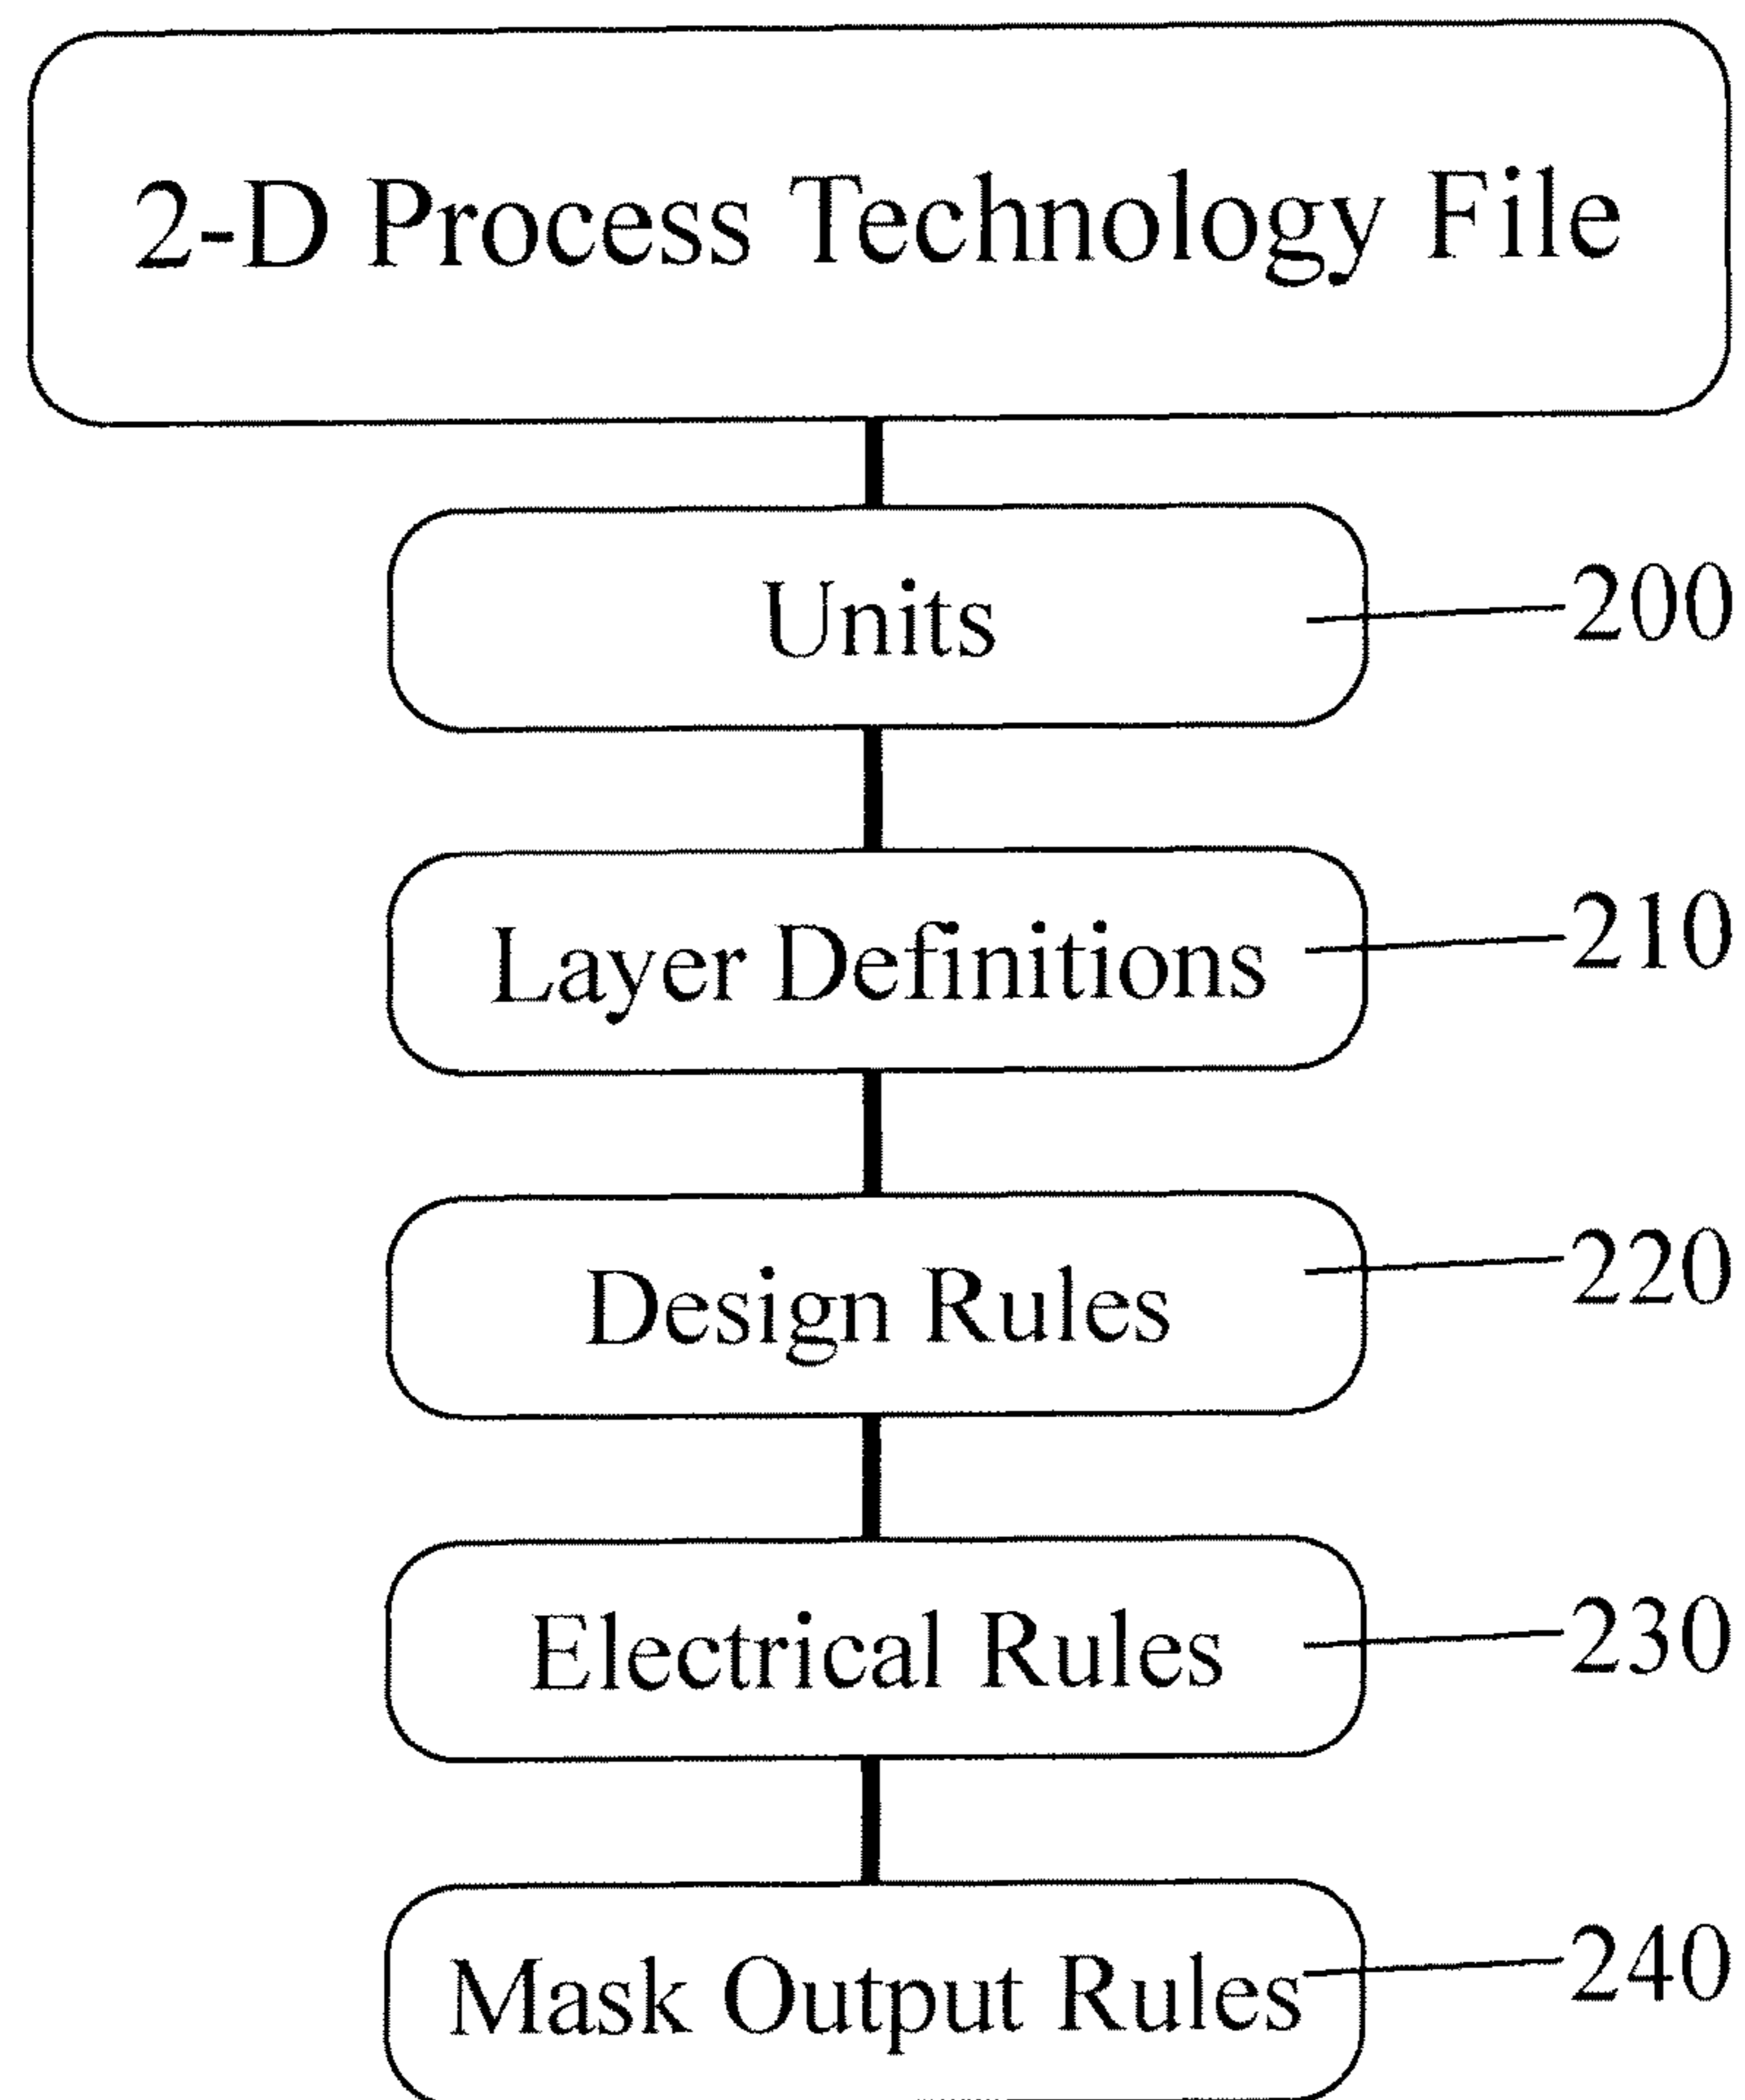 2-D Process Technology File
Units
200
Layer Definitions
210
Design Rules
220
Electrical Rules
230
Mask Output Rules
240